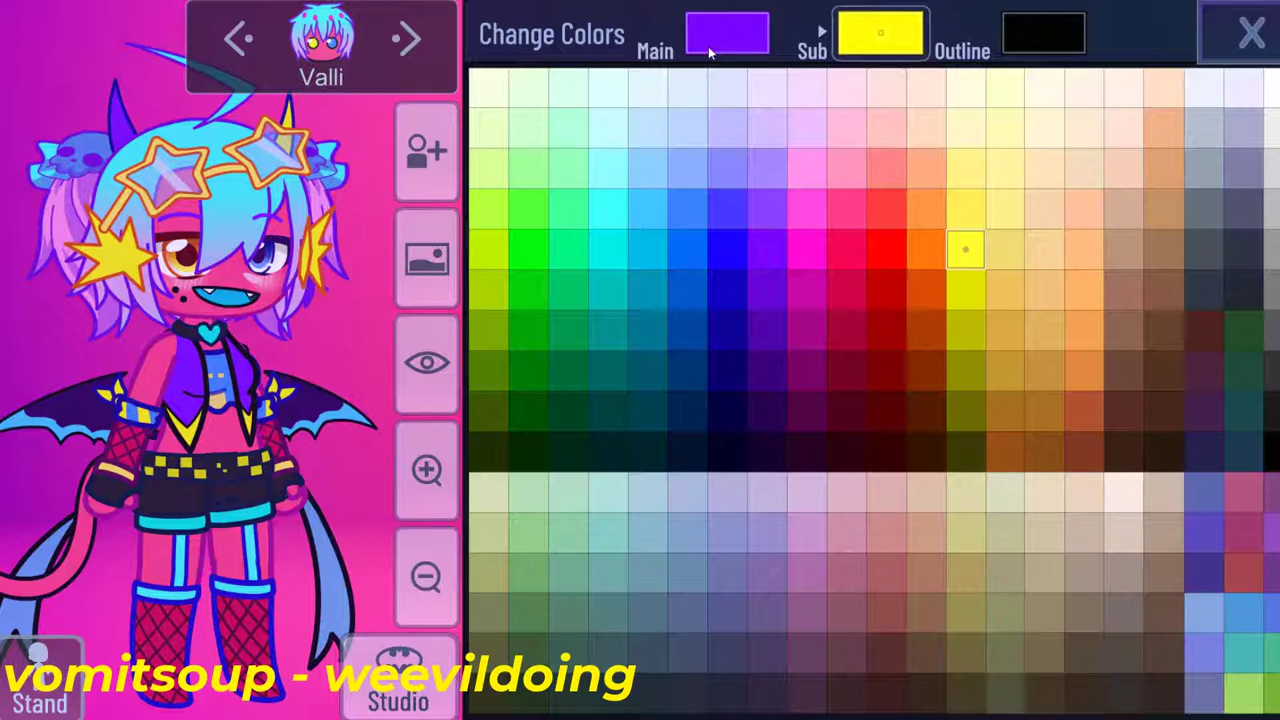 Change Colors
Main
Sub
Outline
X
Valli
vomitsoup - weevildoing
Stand
Studio